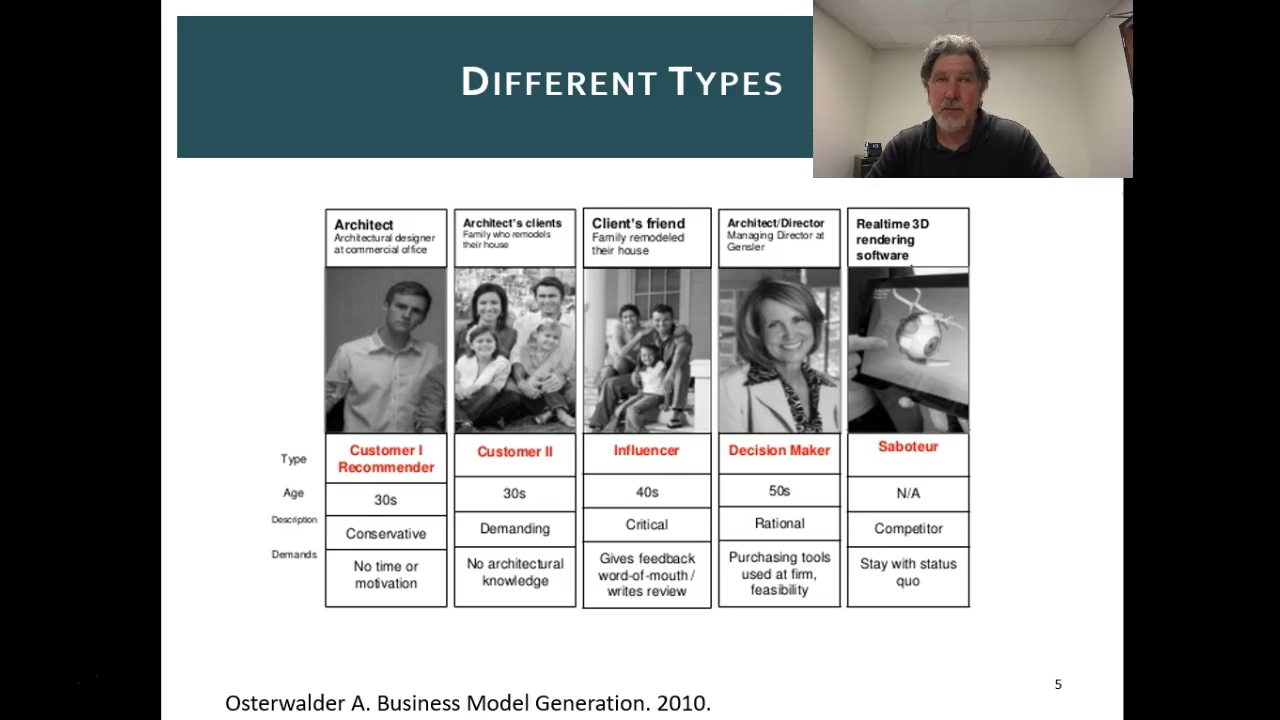 DIFFERENT TYPES
Architect
Architectural designer
at commercial office
Architect's clients
Family who remodels
their house
Client's friend
Family remodeled
their house
Architect/Director
Managing Director at
Gensler
Realtime 3D
rendering
software
Type
Customer I
Recommender
Customer II
Influencer
Decision Maker
Saboteur
Age
30s
30s
40s
50s
N/A
Description
Conservative
Demanding
Critical
Rational
Competitor
Demands
No time or
motivation
No architectural
knowledge
Gives feedback
word-of-mouth /
writes review
Purchasing tools
used at firm,
feasibility
Stay with status
quo
5
Osterwalder A. Business Model Generation. 2010.